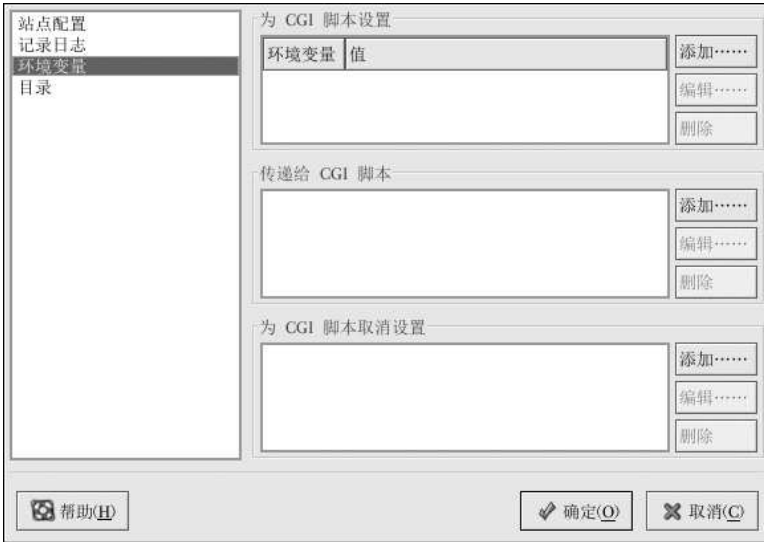 站点配置
记录日志
环境变量
目录
为 CGI 脚本设置
环境变量 值
添加……
编辑……
删除
传递给 CGI 脚本
添加……
编辑……
删除
为 CGI 脚本取消设置
添加……
编辑……
删除
帮助(H)
确定(O)
取消(C)